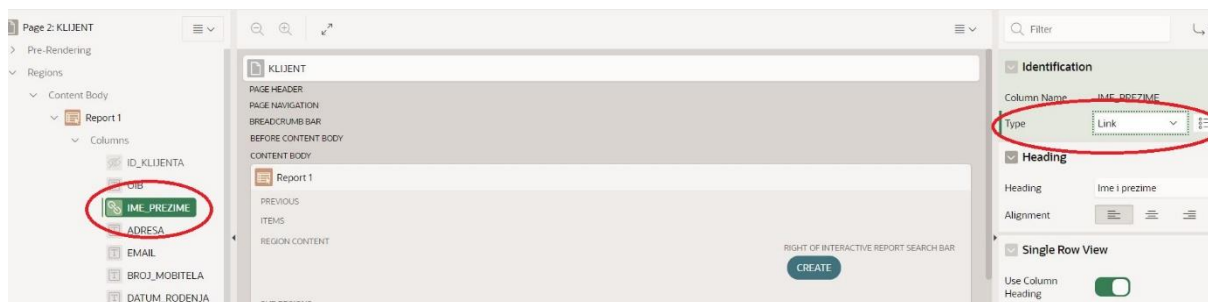 Page 2: KLIJENT
Pre-Rendering
Regions
Content Body
Report 1
Columns
ID_KLIJENTA
OIB
IME_PREZIME
ADRESA
EMAIL
BROJ_MOBITELA
DATUM_RODENJA
KLIJENT
PAGE HEADER
PAGE NAVIGATION
BREADCRUMB BAR
BEFORE CONTENT BODY
CONTENT BODY
Report 1
PREVIOUS
ITEMS
REGION CONTENT
RIGHT OF INTERACTIVE REPORT SEARCH BAR
CREATE
Filter
Identification
Column Name IME_PREZIME
Type Link
Heading
Heading Ime i prezime
Alignment
Single Row View
Use Column
Heading